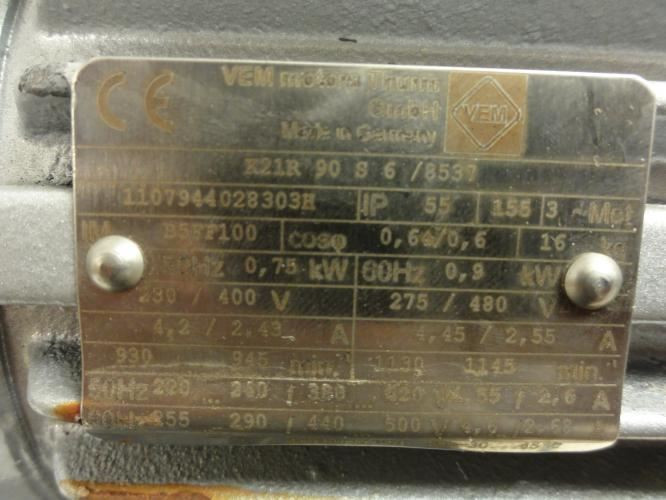 CE VEM motors Thurm
GmbH VEM
Made in Germany
K21R 90 S 6 /8537
1107944028303H IP 55 155 3 ~Mot
IM cosφ 0,64/0,6 16 kg
50Hz 0,75 kW 60Hz 0,9 kW
230 / 400 V 275 / 480 V
4,2 / 2,43 A 4,45 / 2,55 A
930 945 min.⁻¹ 1130 1145 min.⁻¹
50Hz 220 ... 240 / 380 ... 420 V / 2,6 A
60Hz 255 ... 290 / 440 ... 500 V